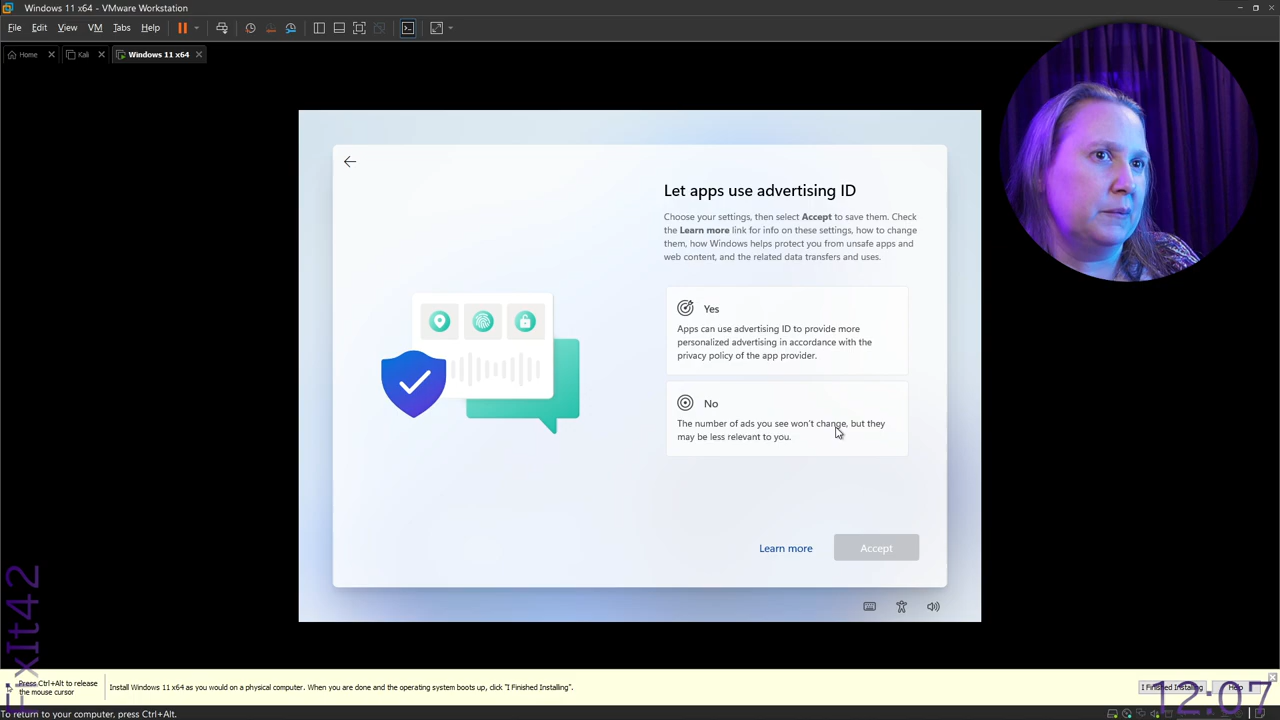 Windows 11 x64 - VMware Workstation
File Edit View VM Tabs Help
Home Kali Windows 11 x64
Let apps use advertising ID
Choose your settings, then select Accept to save them. Check
the Learn more link for info on these settings, how to change
them, how Windows helps protect you from unsafe apps and
web content, and the related data transfers and uses.
Yes
Apps can use advertising ID to provide more
personalized advertising in accordance with the
privacy policy of the app provider.
No
The number of ads you see won't change, but they
may be less relevant to you.
Learn more Accept
ExIt42
Press Ctrl+Alt to release
the mouse cursor
Install Windows 11 x64 as you would on a physical computer. When you are done and the operating system boots up, click "I Finished Installing".
I Finished Installing Help
12:07
To return to your computer, press Ctrl+Alt.